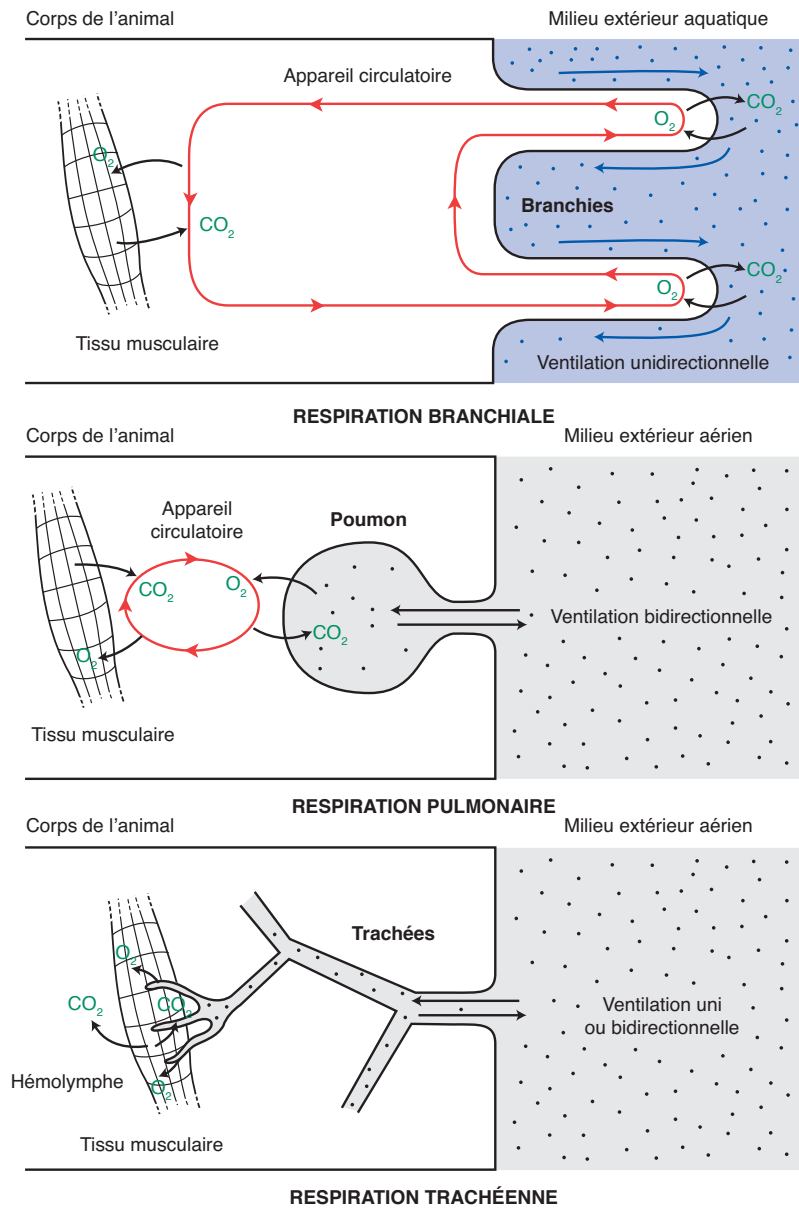 Corps de l’animal
Milieu extérieur aquatique
Appareil circulatoire
O2
CO2
O2
CO2
Branchies
CO2
O2
Tissu musculaire
Ventilation unidirectionnelle
RESPIRATION BRANCHIALE
Corps de l’animal
Milieu extérieur aérien
Appareil
circulatoire
Poumon
CO2
O2
CO2
O2
Ventilation bidirectionnelle
Tissu musculaire
RESPIRATION PULMONAIRE
Corps de l’animal
Milieu extérieur aérien
Trachées
O2
CO2
CO2
Ventilation uni
ou bidirectionnelle
Hémolymphe
O2
Tissu musculaire
RESPIRATION TRACHÉENNE